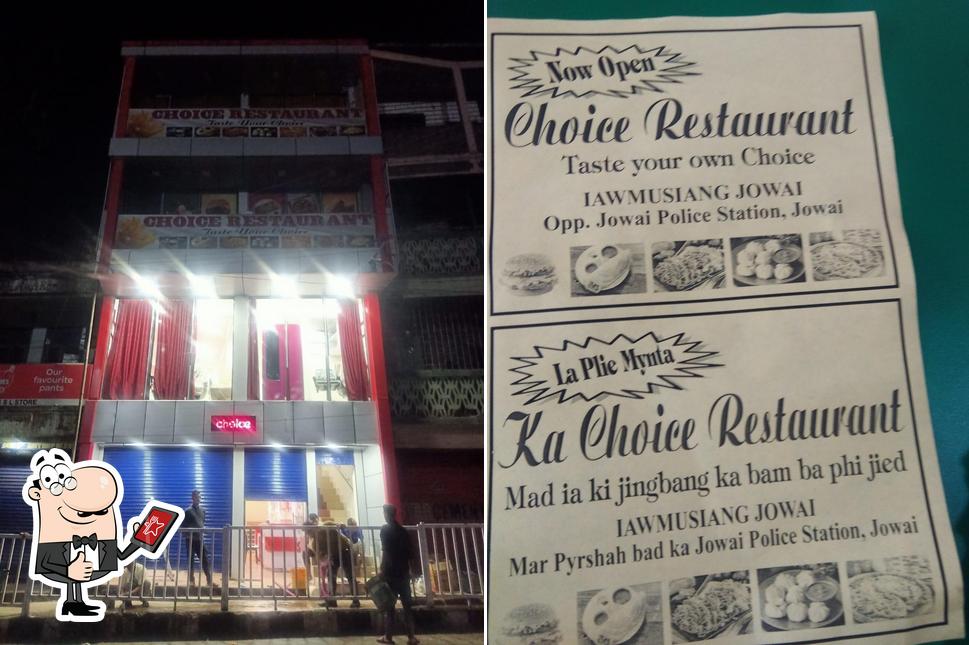 CHOICE RESTAURANT
Taste Your Choice
CHOICE RESTAURANT
Taste Your Choice
Our
favourite
pants
& L STORE
choice
Now Open
Choice Restaurant
Taste your own Choice
IAWMUSIANG JOWAI
Opp. Jowai Police Station, Jowai
La Plie Mynta
Ka Choice Restaurant
Mad ia ki jingbang ka bam ba phi jied
IAWMUSIANG JOWAI
Mar Pyrshah bad ka Jowai Police Station, Jowai